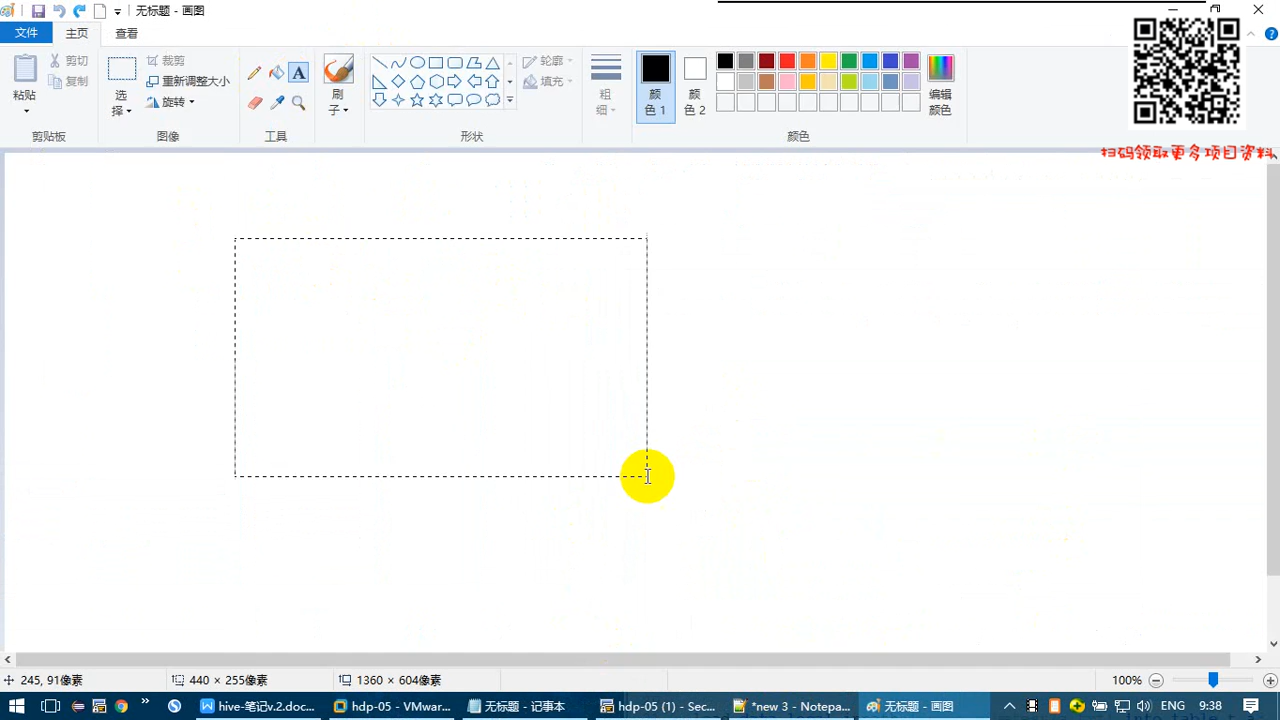 无标题 - 画图
文件 主页 查看
粘贴 剪切 复制
剪贴板
选择 裁剪 重新调整大小 旋转
图像
A
工具
刷子
轮廓 填充
形状
粗细
颜色 1 颜色 2
编辑颜色
颜色
扫码领取更多项目资料
245, 91像素 440 × 255像素 1360 × 604像素 100%
hive-笔记v.2.doc... hdp-05 - VMwar... 无标题 - 记事本 hdp-05 (1) - Sec... *new 3 - Notepa... 无标题 - 画图 9:38